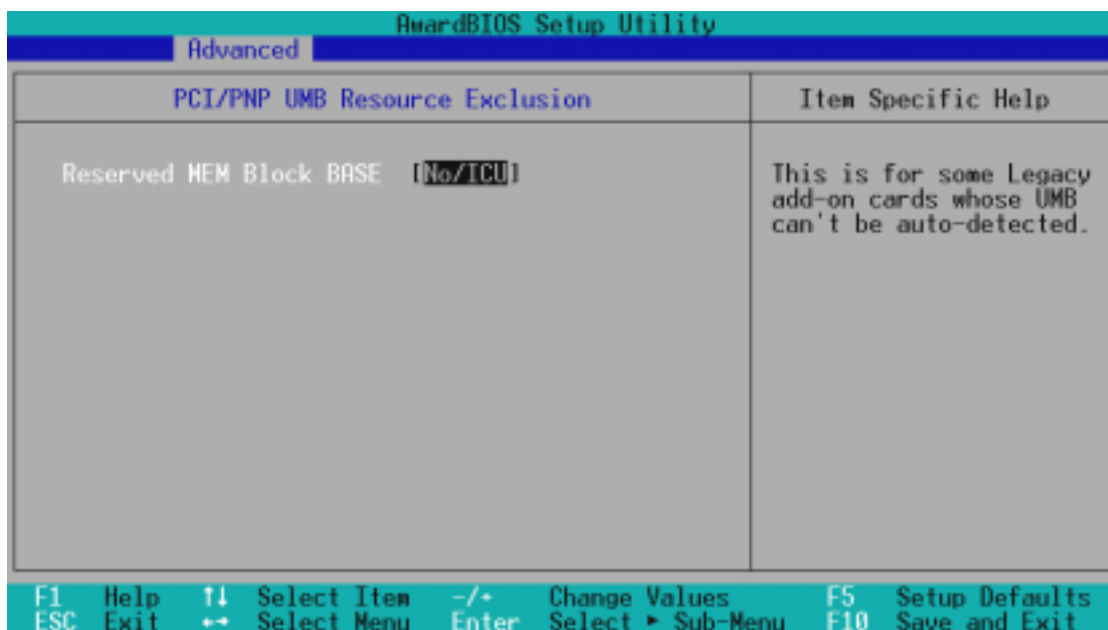 AwardBIOS Setup Utility
Advanced
PCI/PNP UMB Resource Exclusion
Item Specific Help
Reserved MEM Block BASE [No/ICU]
This is for some Legacy
add-on cards whose UMB
can't be auto-detected.
F1 Help ↑↓ Select Item -/+ Change Values F5 Setup Defaults
ESC Exit ←→ Select Menu Enter Select ► Sub-Menu F10 Save and Exit